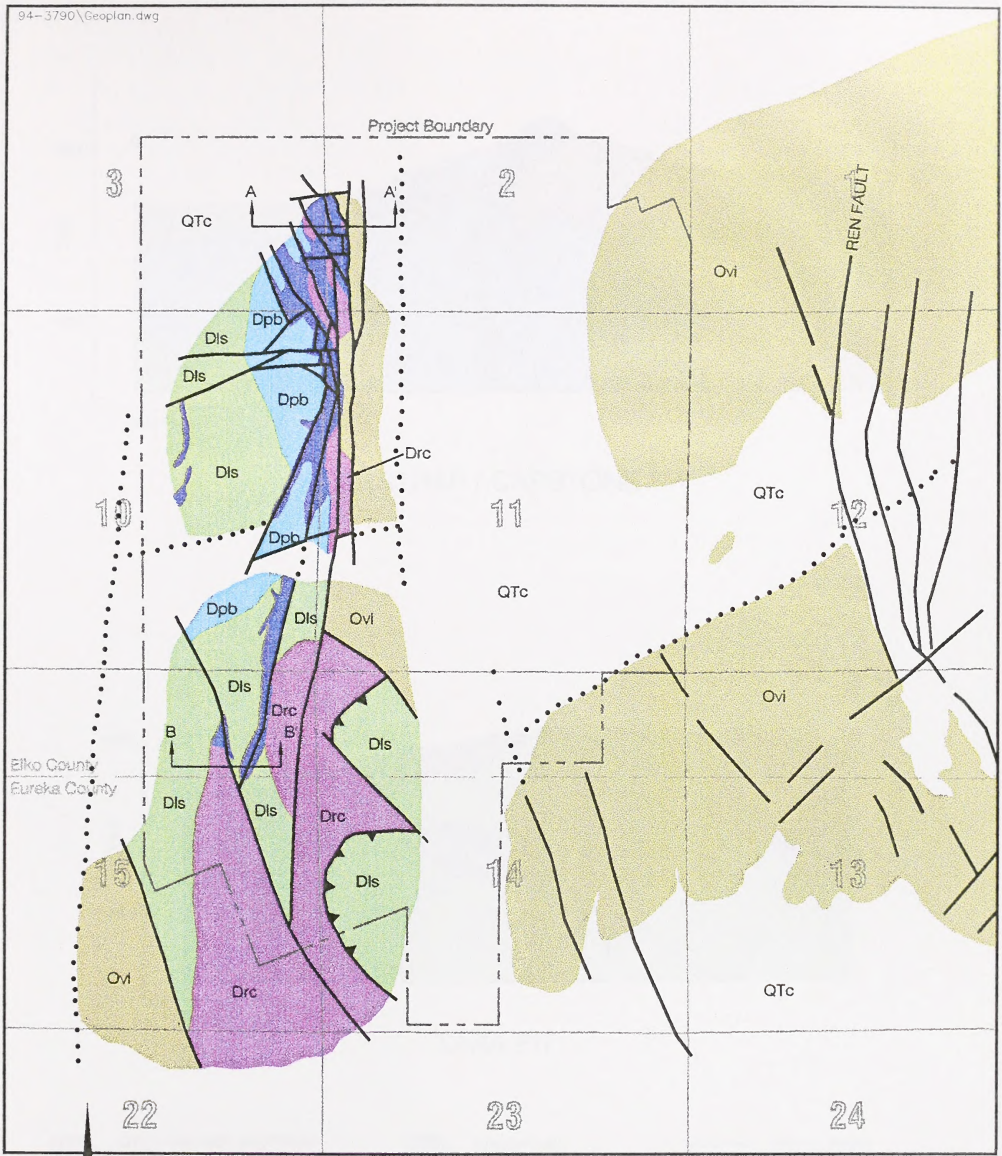 94-3790\Geoplan.dwg
Project Boundary
3
2
A
A'
QTc
REN FAULT
Ovi
Dpb
Dls
Dls
Dpb
Dls
Drc
QTc
10
11
12
Dpb
QTc
Dpb
Dls
Ovi
Dls
Drc
Ovi
B
B'
Dls
Elko County
Eureka County
Dls
Dls
Drc
15
14
13
Dls
Ovi
Drc
QTc
22
23
24